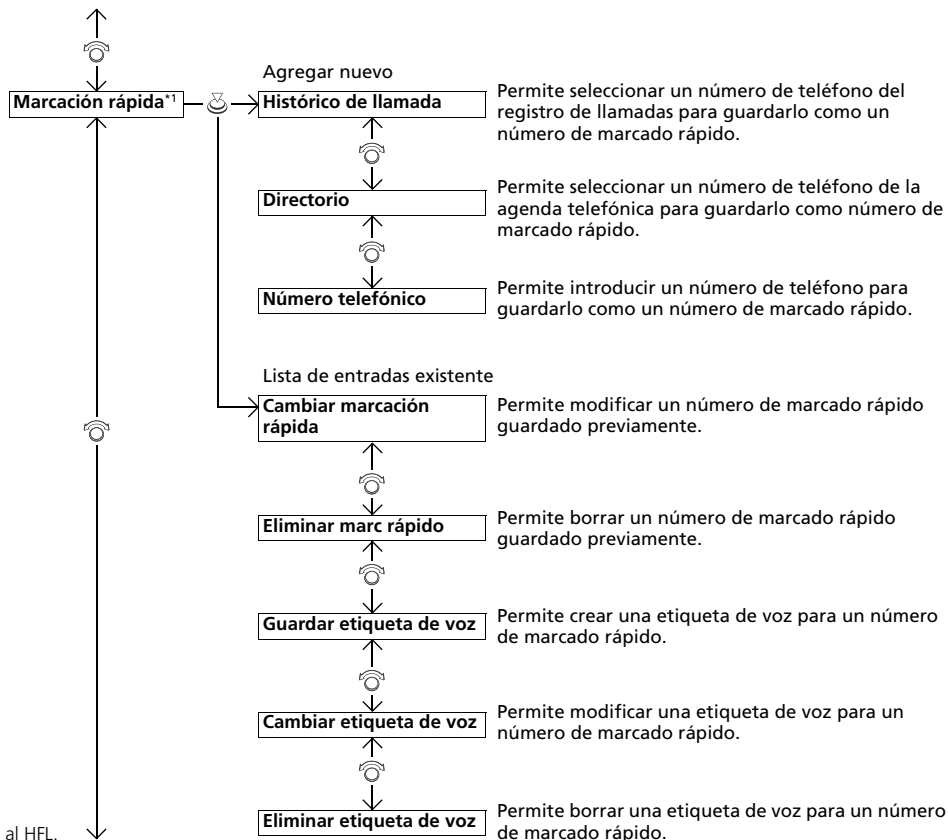 Agregar nuevo
Marcación rápida*1
Histórico de llamada
Permite seleccionar un número de teléfono del
registro de llamadas para guardarlo como un
número de marcado rápido.
Directorio
Permite seleccionar un número de teléfono de la
agenda telefónica para guardarlo como número de
marcado rápido.
Número telefónico
Permite introducir un número de teléfono para
guardarlo como un número de marcado rápido.
Lista de entradas existente
Cambiar marcación
rápida
Permite modificar un número de marcado rápido
guardado previamente.
Eliminar marc rápido
Permite borrar un número de marcado rápido
guardado previamente.
Guardar etiqueta de voz
Permite crear una etiqueta de voz para un número
de marcado rápido.
Cambiar etiqueta de voz
Permite modificar una etiqueta de voz para un
número de marcado rápido.
Eliminar etiqueta de voz
Permite borrar una etiqueta de voz para un número
de marcado rápido.
al HFL.